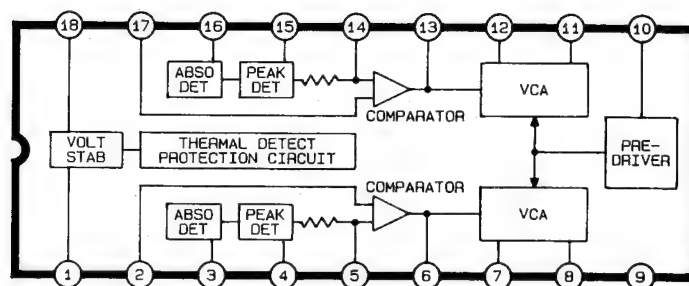 18 17 16 15 14 13 12 11 10
ABSO
DET
PEAK
DET
COMPARATOR
VCA
VOLT
STAB
THERMAL DETECT
PROTECTION CIRCUIT
PRE-
DRIVER
COMPARATOR
ABSO
DET
PEAK
DET
VCA
1 2 3 4 5 6 7 8 9